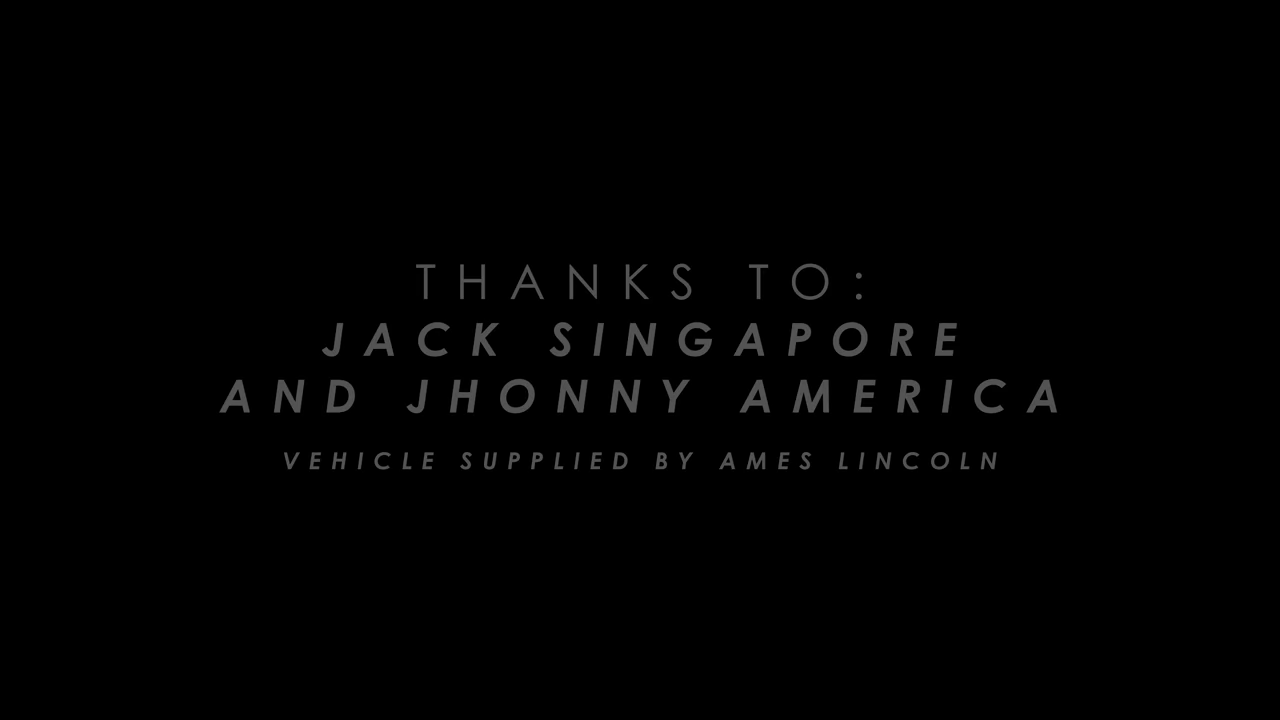 THANKS TO:
JACK SINGAPORE
AND JHONNY AMERICA
VEHICLE SUPPLIED BY AMES LINCOLN